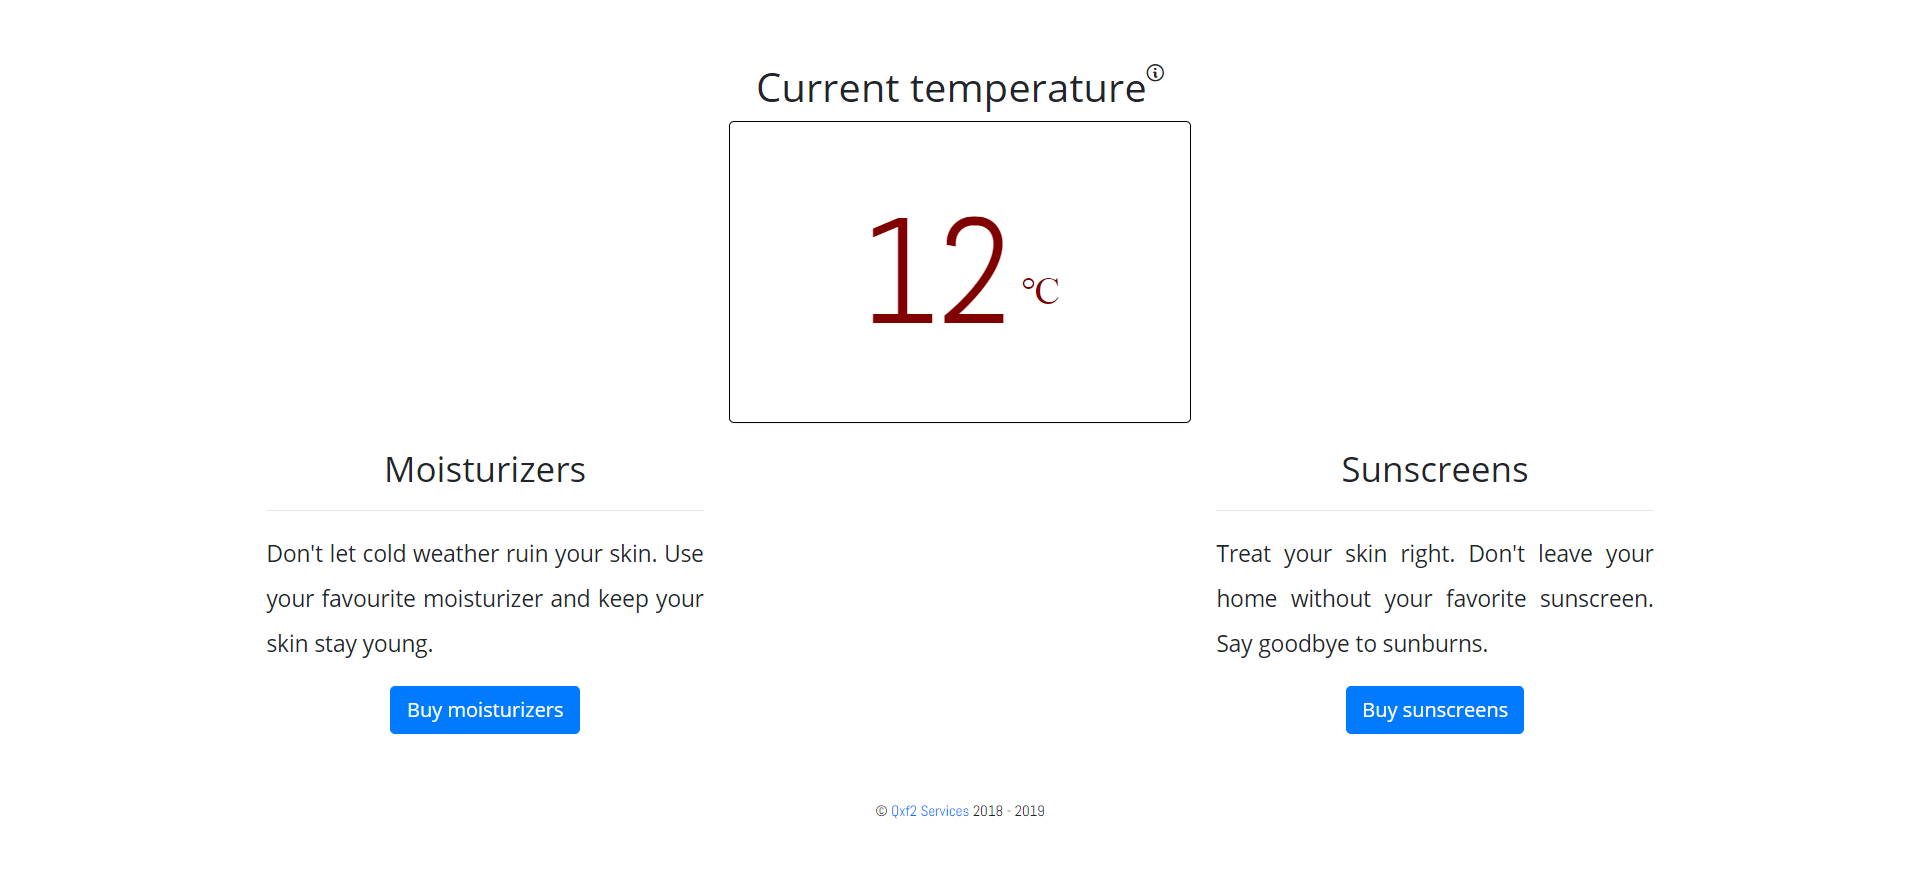 Current temperature
12 ℃
Moisturizers
Don't let cold weather ruin your skin. Use
your favourite moisturizer and keep your
skin stay young.
Buy moisturizers
Sunscreens
Treat your skin right. Don't leave your
home without your favorite sunscreen.
Say goodbye to sunburns.
Buy sunscreens
© Qxf2 Services 2018 - 2019